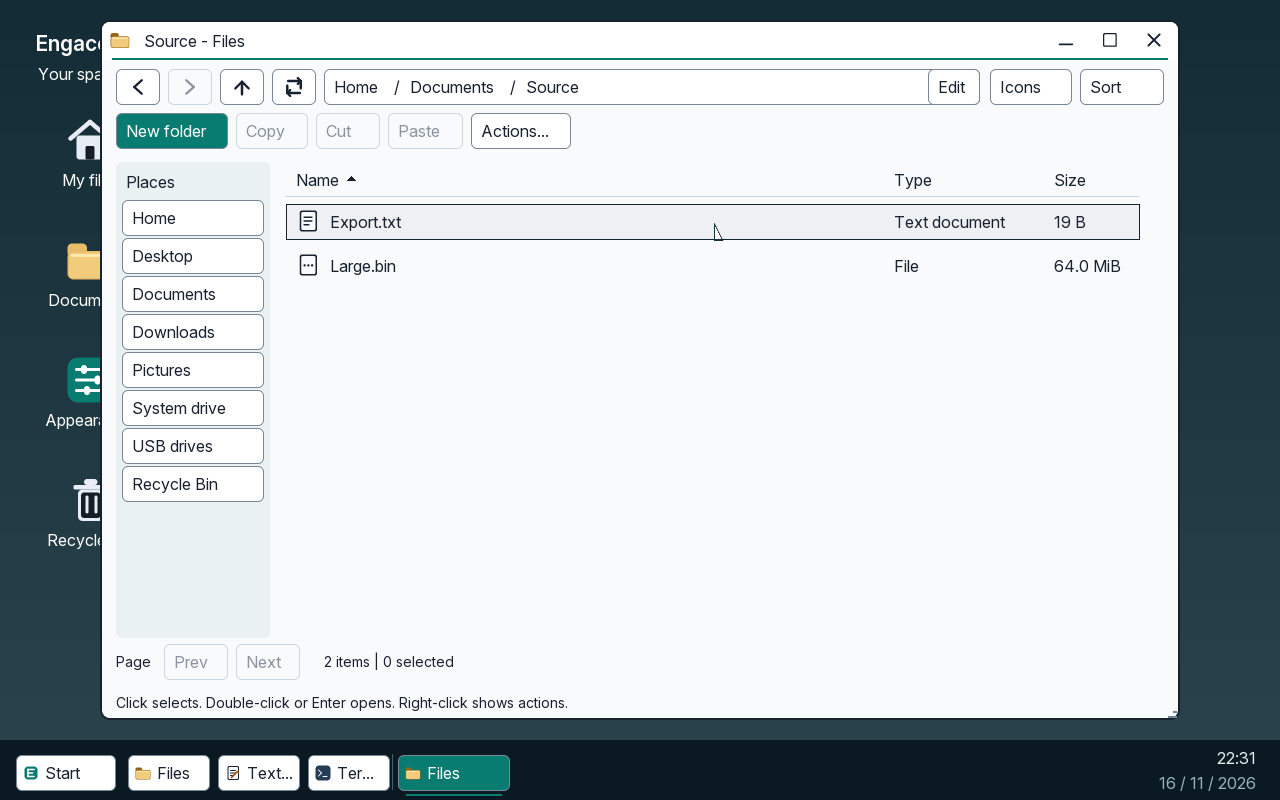 Source - Files
Home / Documents / Source
Edit
Icons
Sort
New folder
Copy
Cut
Paste
Actions...
Places
Home
Desktop
Documents
Downloads
Pictures
System drive
USB drives
Recycle Bin
Name Type Size
Export.txt Text document 19 B
Large.bin File 64.0 MiB
Page
Prev
Next
2 items | 0 selected
Click selects. Double-click or Enter opens. Right-click shows actions.
Your
Start
Files
Text...
Ter...
Files
22:31
16 / 11 / 2026